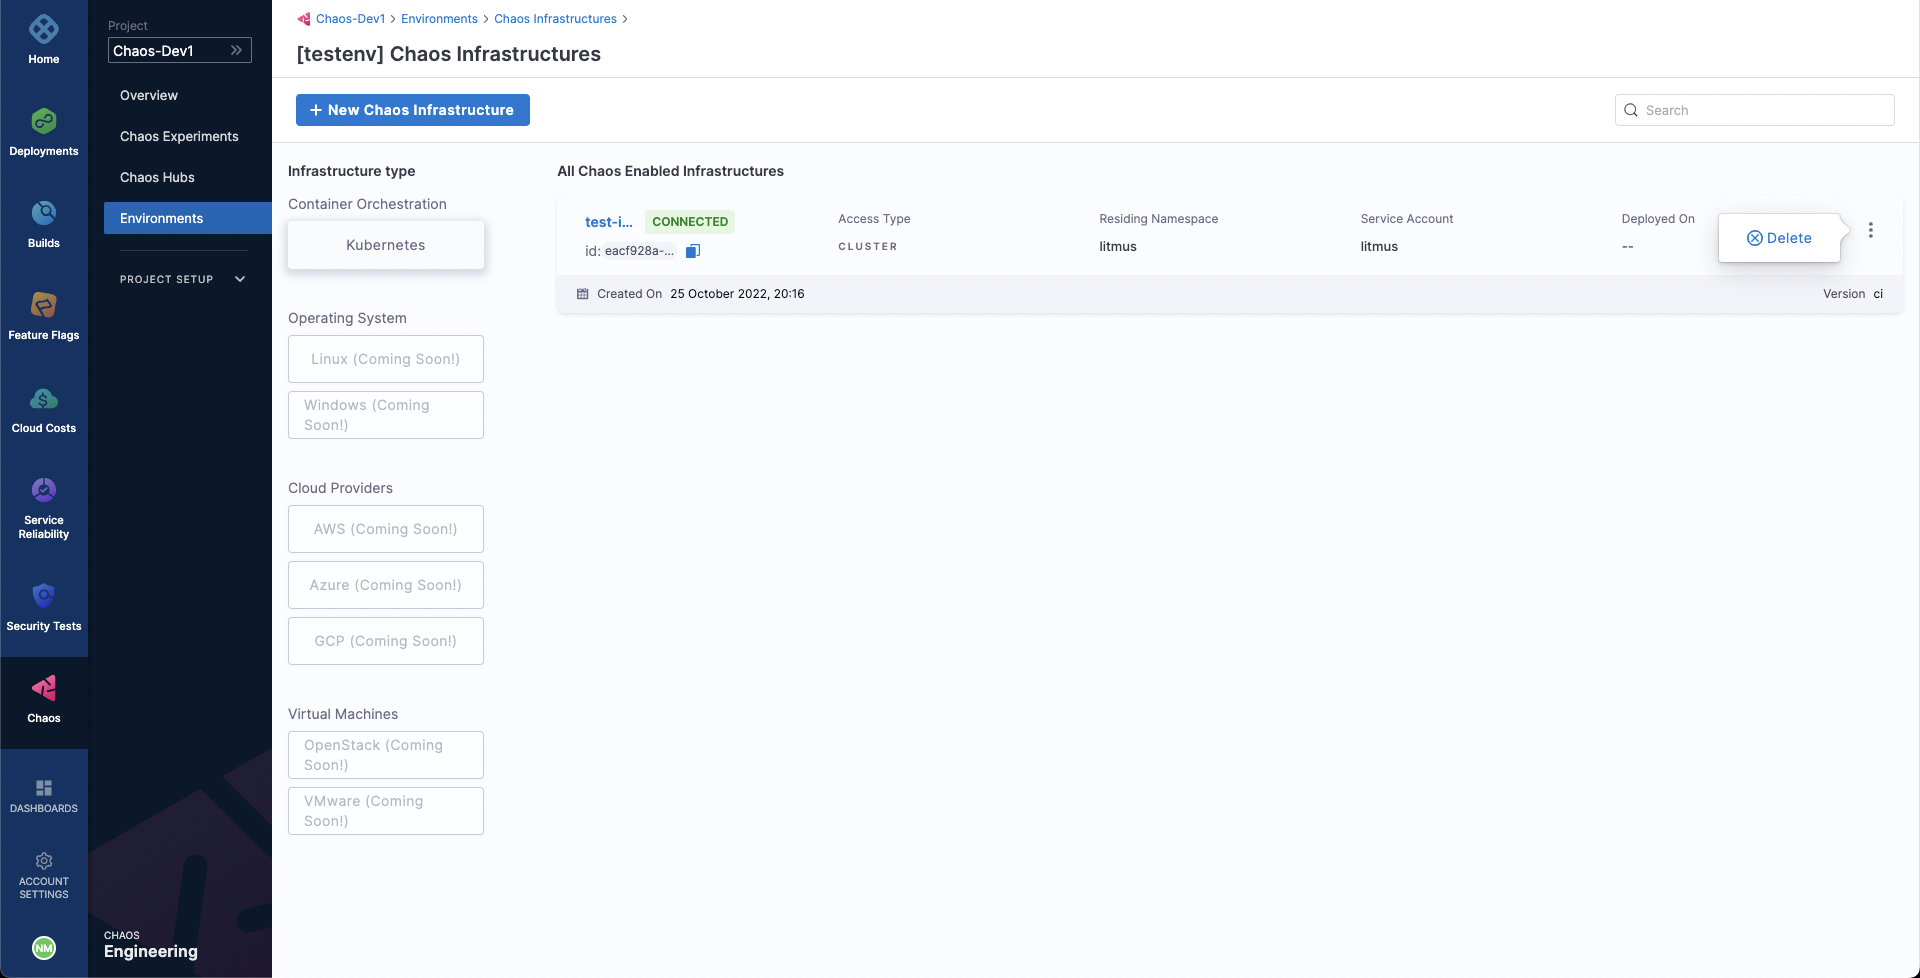 Home
Deployments
Builds
Feature Flags
Cloud Costs
Service
Reliability
Security Tests
Chaos
DASHBOARDS
ACCOUNT
SETTINGS
NM
Project
Chaos-Dev1
Overview
Chaos Experiments
Chaos Hubs
Environments
PROJECT SETUP
CHAOS
Engineering
Chaos-Dev1 > Environments > Chaos Infrastructures >
[testenv] Chaos Infrastructures
+ New Chaos Infrastructure
Search
Infrastructure type
Container Orchestration
Kubernetes
Operating System
Linux (Coming Soon!)
Windows (Coming
Soon!)
Cloud Providers
AWS (Coming Soon!)
Azure (Coming Soon!)
GCP (Coming Soon!)
Virtual Machines
OpenStack (Coming
Soon!)
VMware (Coming
Soon!)
All Chaos Enabled Infrastructures
test-i... CONNECTED
id: eacf928a-...
Access Type
CLUSTER
Residing Namespace
litmus
Service Account
litmus
Deployed On
--
Delete
Created On 25 October 2022, 20:16
Version ci